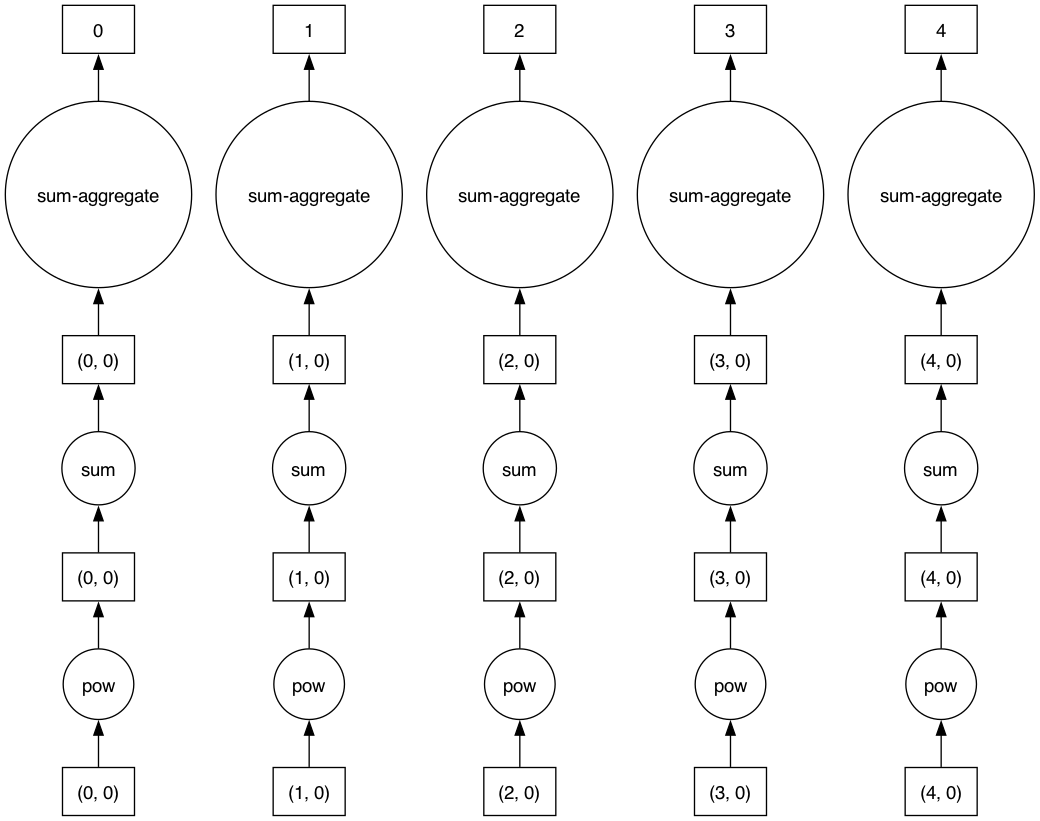 0 1 2 3 4
sum-aggregate sum-aggregate sum-aggregate sum-aggregate sum-aggregate
(0, 0) (1, 0) (2, 0) (3, 0) (4, 0)
sum sum sum sum sum
(0, 0) (1, 0) (2, 0) (3, 0) (4, 0)
pow pow pow pow pow
(0, 0) (1, 0) (2, 0) (3, 0) (4, 0)